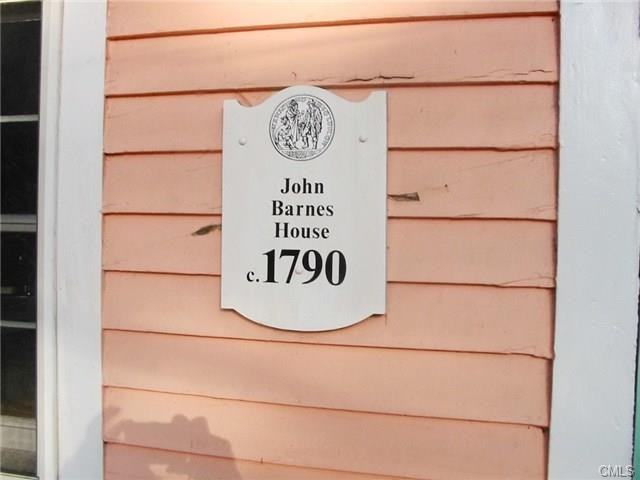 John
Barnes
House
c.1790
CMLS